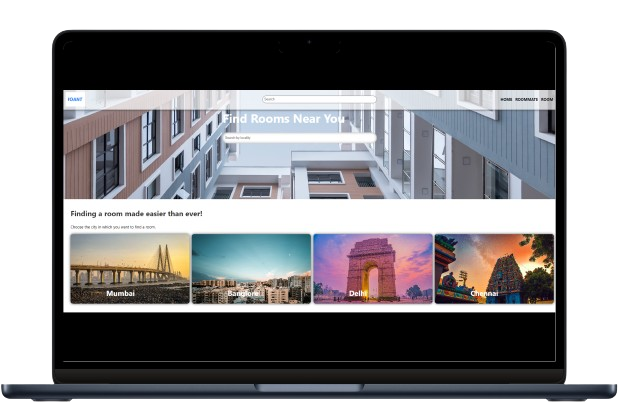 Search
HOME ROOMMATE ROOM
Find Rooms Near You
Search by locality
Finding a room made easier than ever!
Choose the city in which you want to find a room.
Mumbai
Banglore
Delhi
Chennai